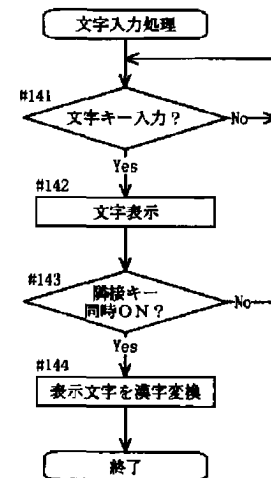 文字入力処理
#141
文字キー入力？
No
Yes
#142
文字表示
#143
隣接キー
同時ON？
No
Yes
#144
表示文字を漢字変換
終了